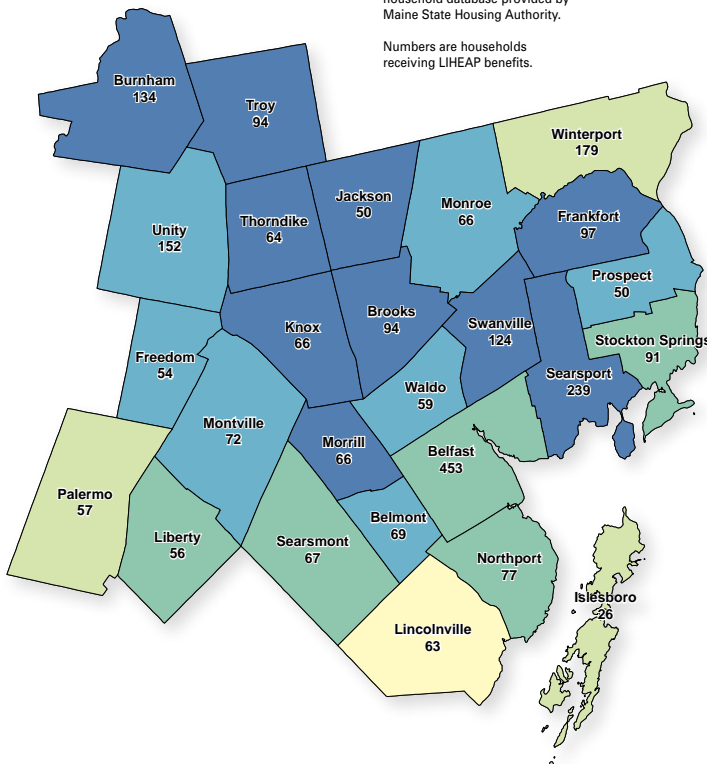 household database provided by
Maine State Housing Authority.
Numbers are households
receiving LIHEAP benefits.
Burnham
134
Troy
94
Winterport
179
Jackson
50
Monroe
66
Frankfort
97
Thorndike
64
Unity
152
Prospect
50
Knox
66
Brooks
94
Swanville
124
Stockton Springs
91
Freedom
54
Waldo
59
Searsport
239
Montville
72
Morrill
66
Belfast
453
Palermo
57
Belmont
69
Liberty
56
Searsmont
67
Northport
77
Islesboro
26
Lincolnville
63